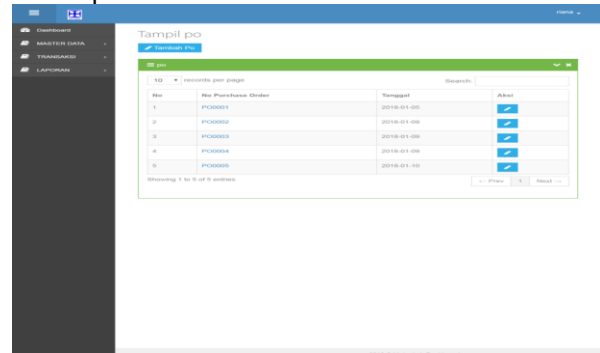 nana
Dashboard
MASTER DATA
TRANSAKSI
LAPORAN
Tampil po
Tambah Po
po
10 records per page
Search:
No No Purchase Order Tanggal Aksi
1 PO0001 2018-01-05
2 PO0002 2018-01-09
3 PO0003 2018-01-09
4 PO0004 2018-01-09
5 PO0005 2018-01-10
Showing 1 to 5 of 5 entries
← Prev 1 Next →